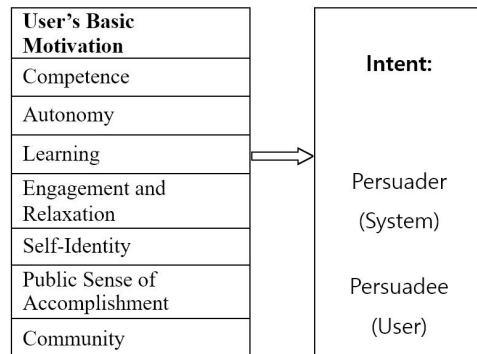 User's Basic
Motivation
Competence
Autonomy
Learning
Engagement and
Relaxation
Self-Identity
Public Sense of
Accomplishment
Community
Intent:
Persuader
(System)
Persuadee
(User)